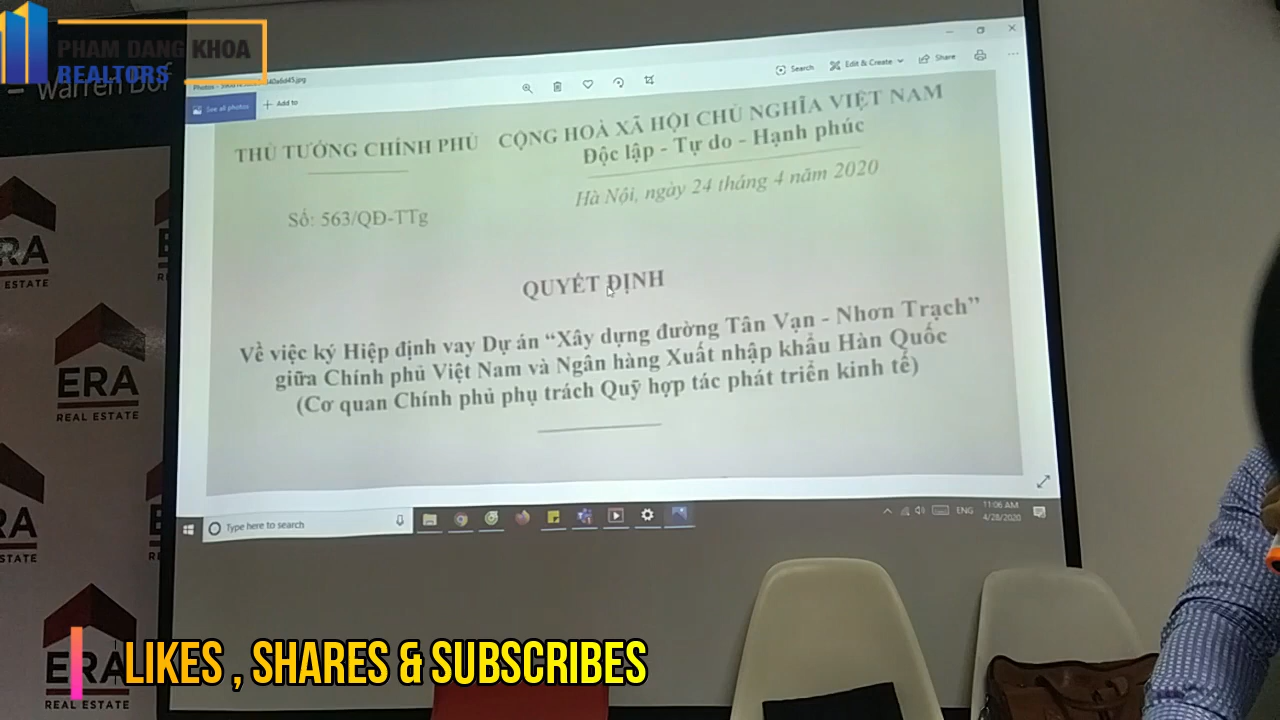 PHAM DANG KHOA
REALTORS
See all photos
+ Add to
Search
Edit & Create
Share
THỦ TƯỚNG CHÍNH PHỦ
CỘNG HOÀ XÃ HỘI CHỦ NGHĨA VIỆT NAM
Độc lập - Tự do - Hạnh phúc
Số: 563/QĐ-TTg
Hà Nội, ngày 24 tháng 4 năm 2020
QUYẾT ĐỊNH
Về việc ký Hiệp định vay Dự án “Xây dựng đường Tân Vạn - Nhơn Trạch”
giữa Chính phủ Việt Nam và Ngân hàng Xuất nhập khẩu Hàn Quốc
(Cơ quan Chính phủ phụ trách Quỹ hợp tác phát triển kinh tế)
Type here to search
ENG
11:06 AM
4/28/2020
ERA
REAL ESTATE
ERA
REAL ESTATE
LIKES , SHARES & SUBSCRIBES